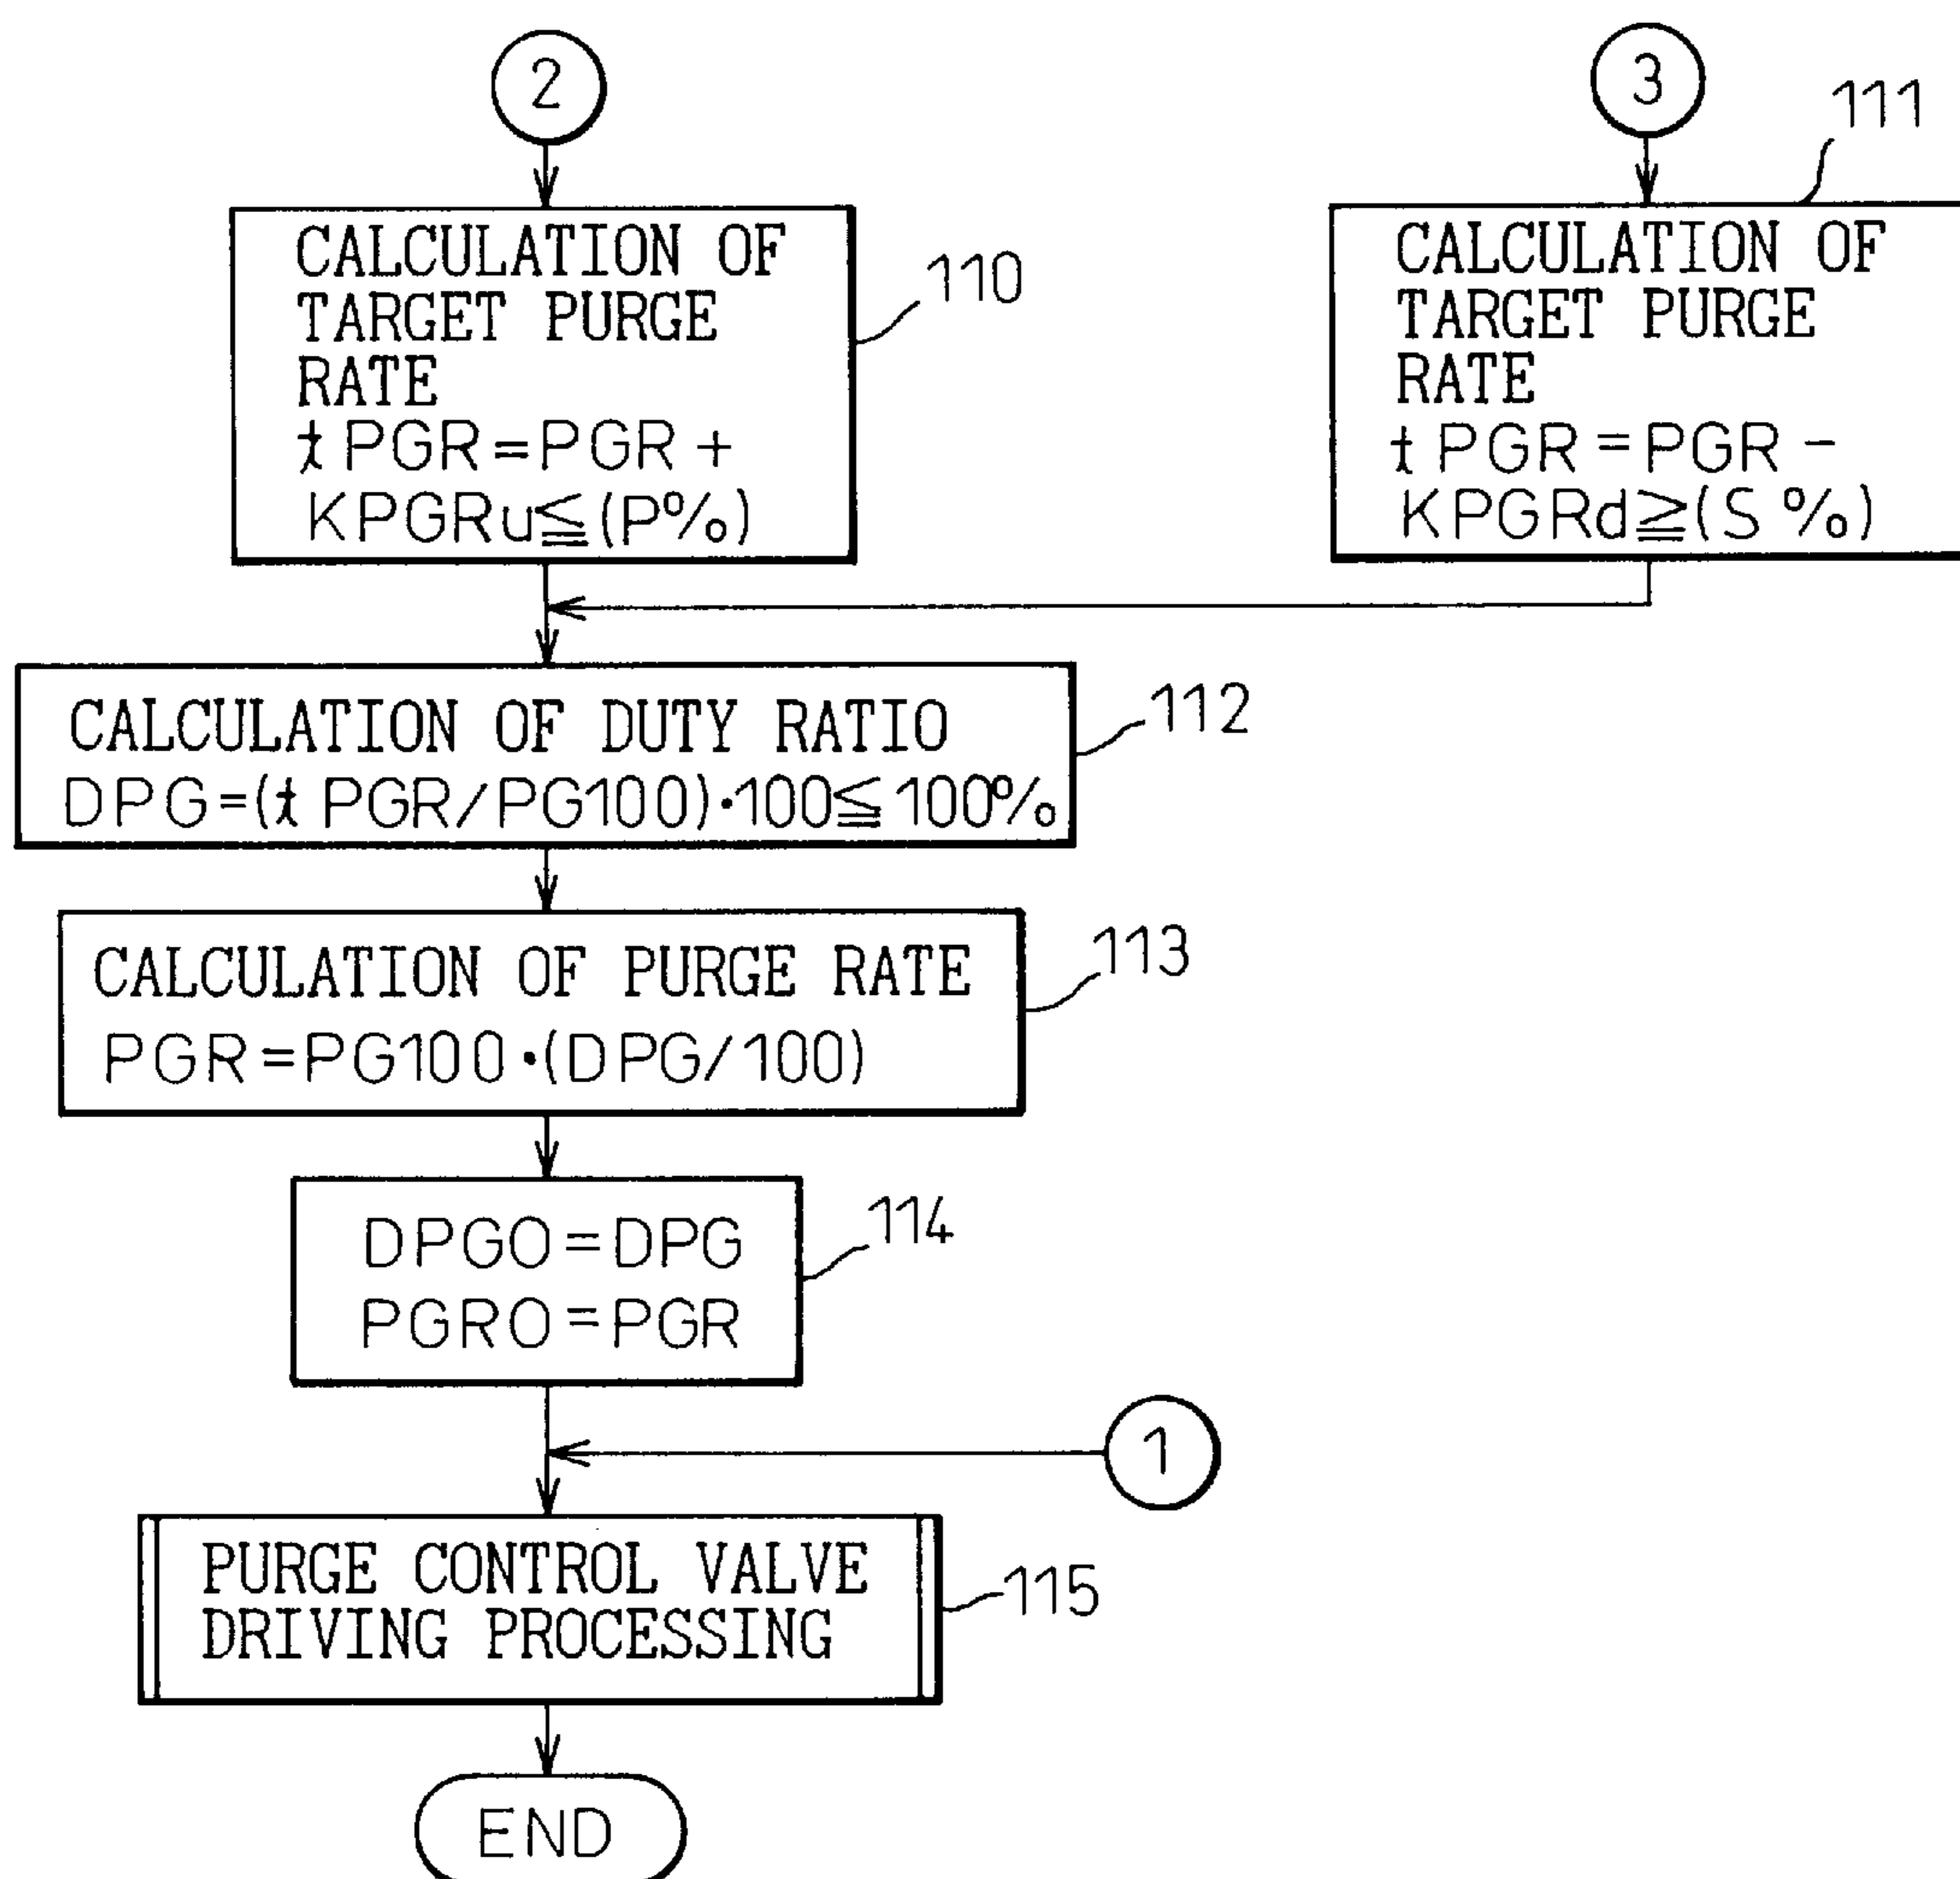 2
3
111
CALCULATION OF
TARGET PURGE
RATE
tPGR=PGR+
KPGRu≦(P%)
110
CALCULATION OF
TARGET PURGE
RATE
tPGR=PGR-
KPGRd≧(S%)
CALCULATION OF DUTY RATIO
DPG=(tPGR/PG100)·100≦100%
112
CALCULATION OF PURGE RATE
PGR=PG100·(DPG/100)
113
DPGO=DPG
PGRO=PGR
114
1
PURGE CONTROL VALVE
DRIVING PROCESSING
115
END